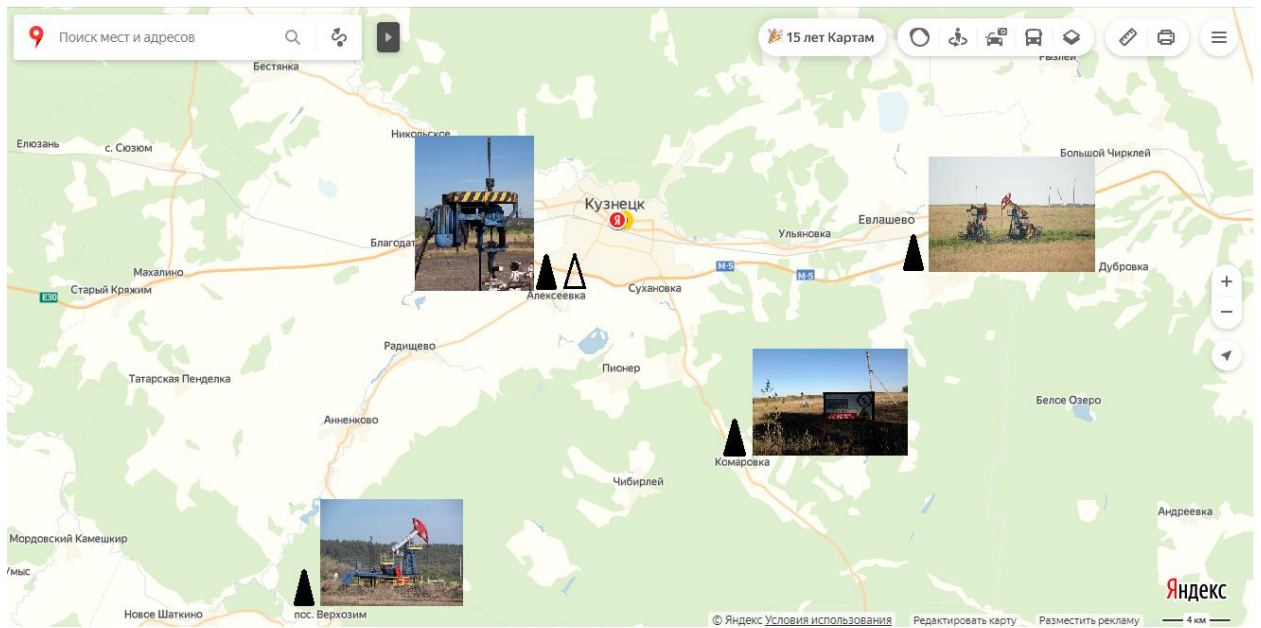 Поиск мест и адресов
15 лет Картам
Бестянка
Рызлей
Никольское
Елюзань
с. Сюзюм
Большой Чирклей
Кузнецк
Я
Евлашево
Ульяновка
Благодат
М-5
М-5
Махалино
Дубровка
Старый Кряжим
Е30
Сухановка
Алексеевка
Радищево
Пионер
Татарская Пенделка
Белое Озеро
Анненково
Комаровка
Чибирлей
Андреевка
Мордовский Камешкир
Умыс
Яндекс
Новое Шаткино
пос. Верхозим
© Яндекс Условия использования
Редактировать карту
Разместить рекламу
4 км